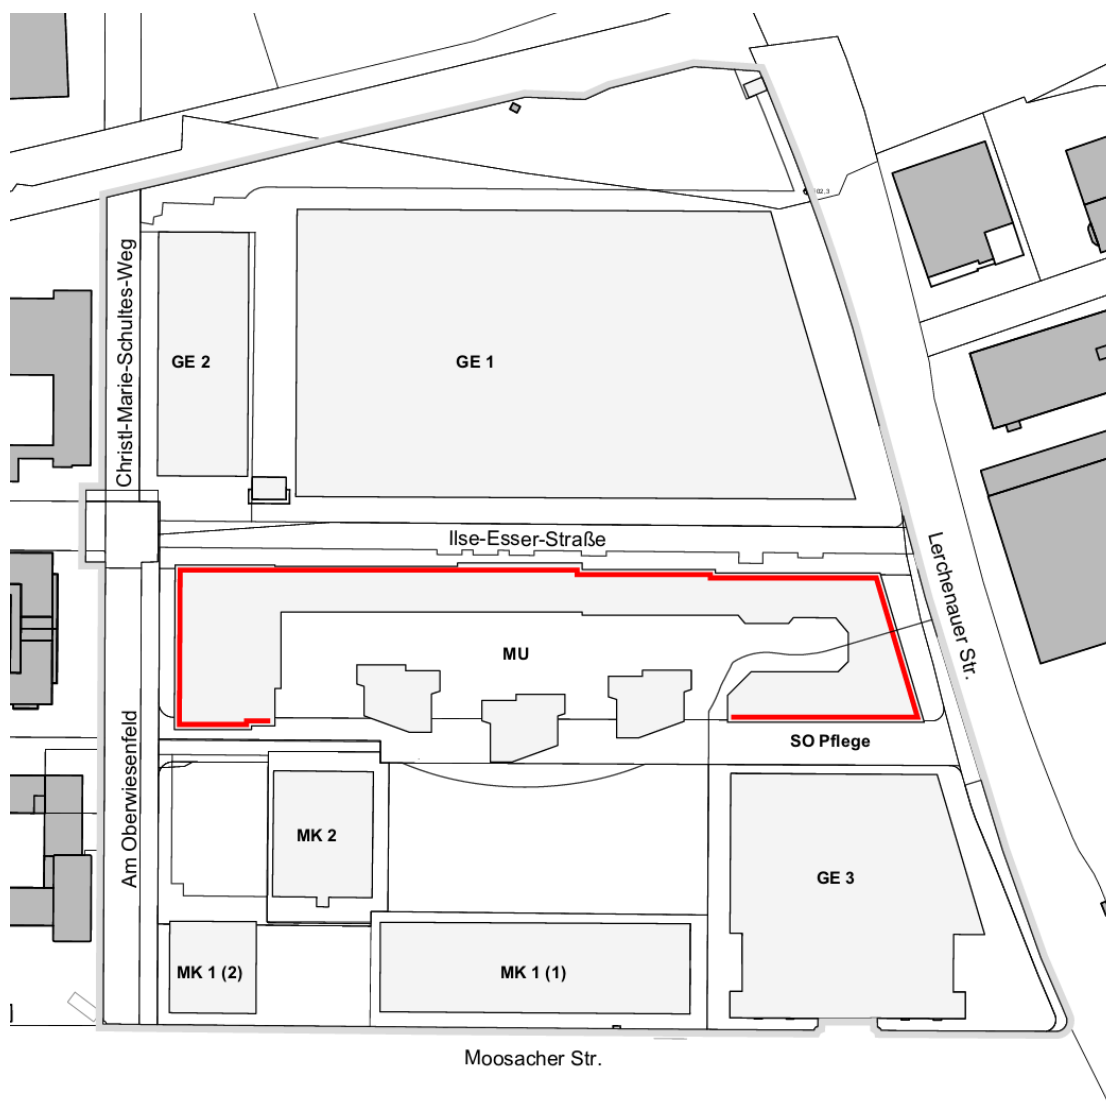 Christl-Marie-Schultes-Weg
GE 2
GE 1
Ilse-Esser-Straße
Lerchenauer Str.
MU
SO Pflege
Am Oberwiesenfeld
MK 2
GE 3
MK 1 (2)
MK 1 (1)
Moosacher Str.